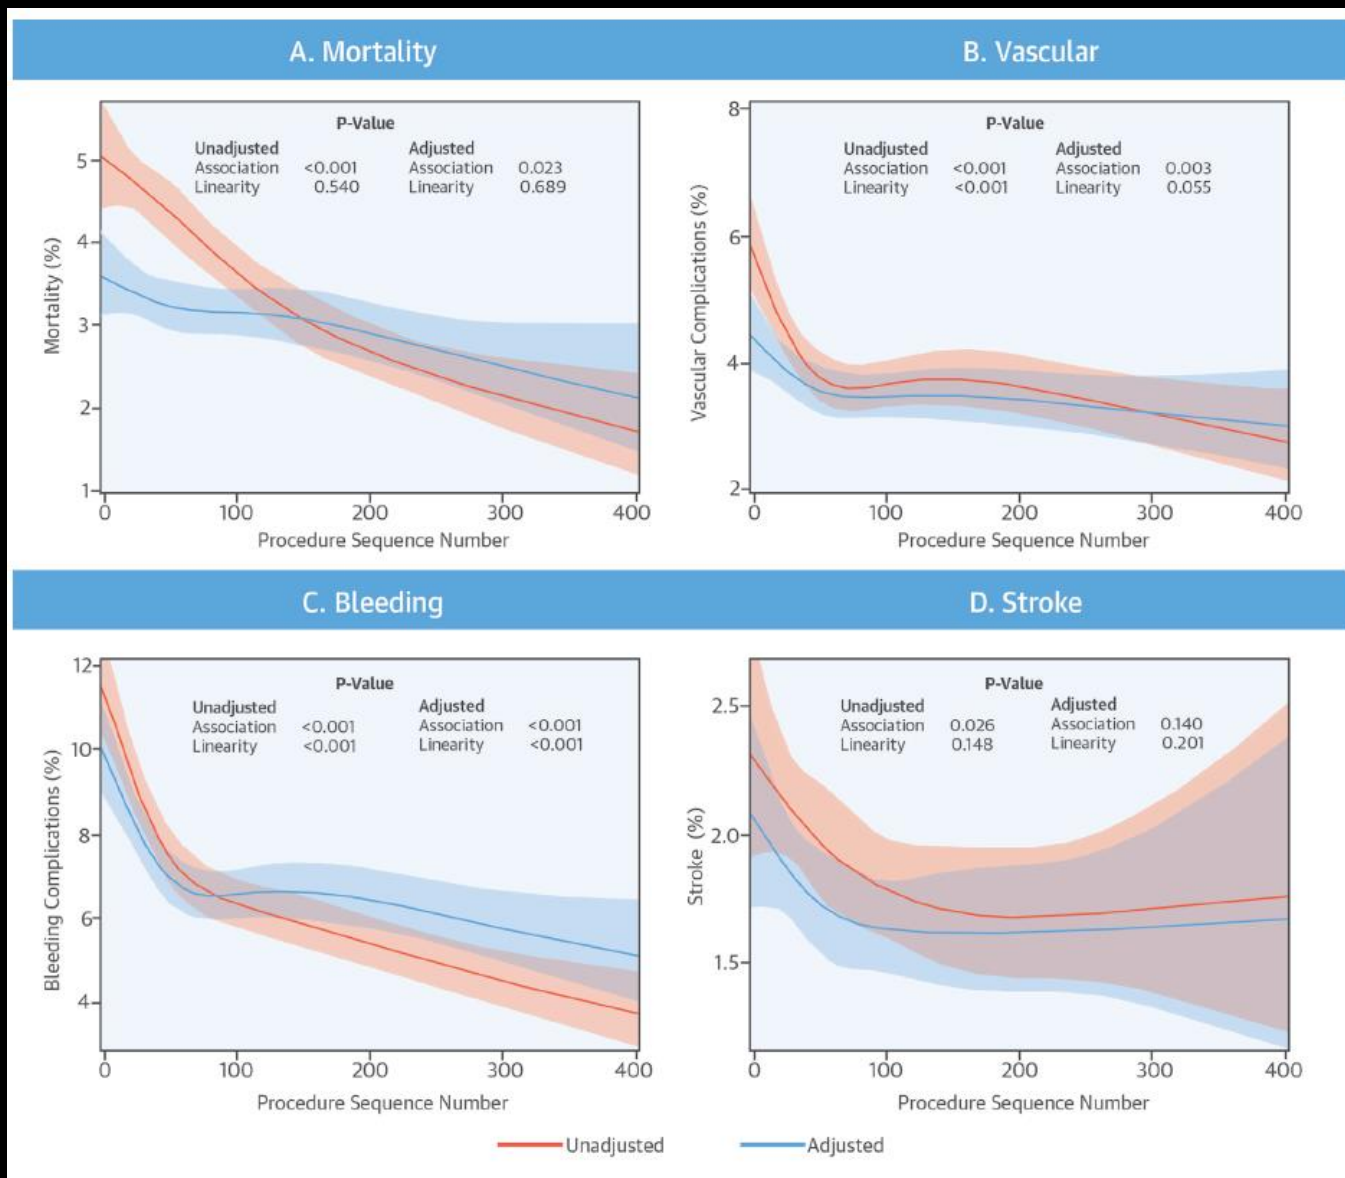 A. Mortality
P-Value
Unadjusted Adjusted
Association <0.001 Association 0.023
Linearity 0.540 Linearity 0.689
Mortality (%)
5
4
3
2
1
0 100 200 300 400
Procedure Sequence Number
B. Vascular
P-Value
Unadjusted Adjusted
Association <0.001 Association 0.003
Linearity <0.001 Linearity 0.055
Vascular Complications (%)
8
6
4
2
0 100 200 300 400
Procedure Sequence Number
C. Bleeding
P-Value
Unadjusted Adjusted
Association <0.001 Association <0.001
Linearity <0.001 Linearity <0.001
Bleeding Complications (%)
12
10
8
6
4
0 100 200 300 400
Procedure Sequence Number
D. Stroke
P-Value
Unadjusted Adjusted
Association 0.026 Association 0.140
Linearity 0.148 Linearity 0.201
Stroke (%)
2.5
2.0
1.5
0 100 200 300 400
Procedure Sequence Number
Unadjusted Adjusted